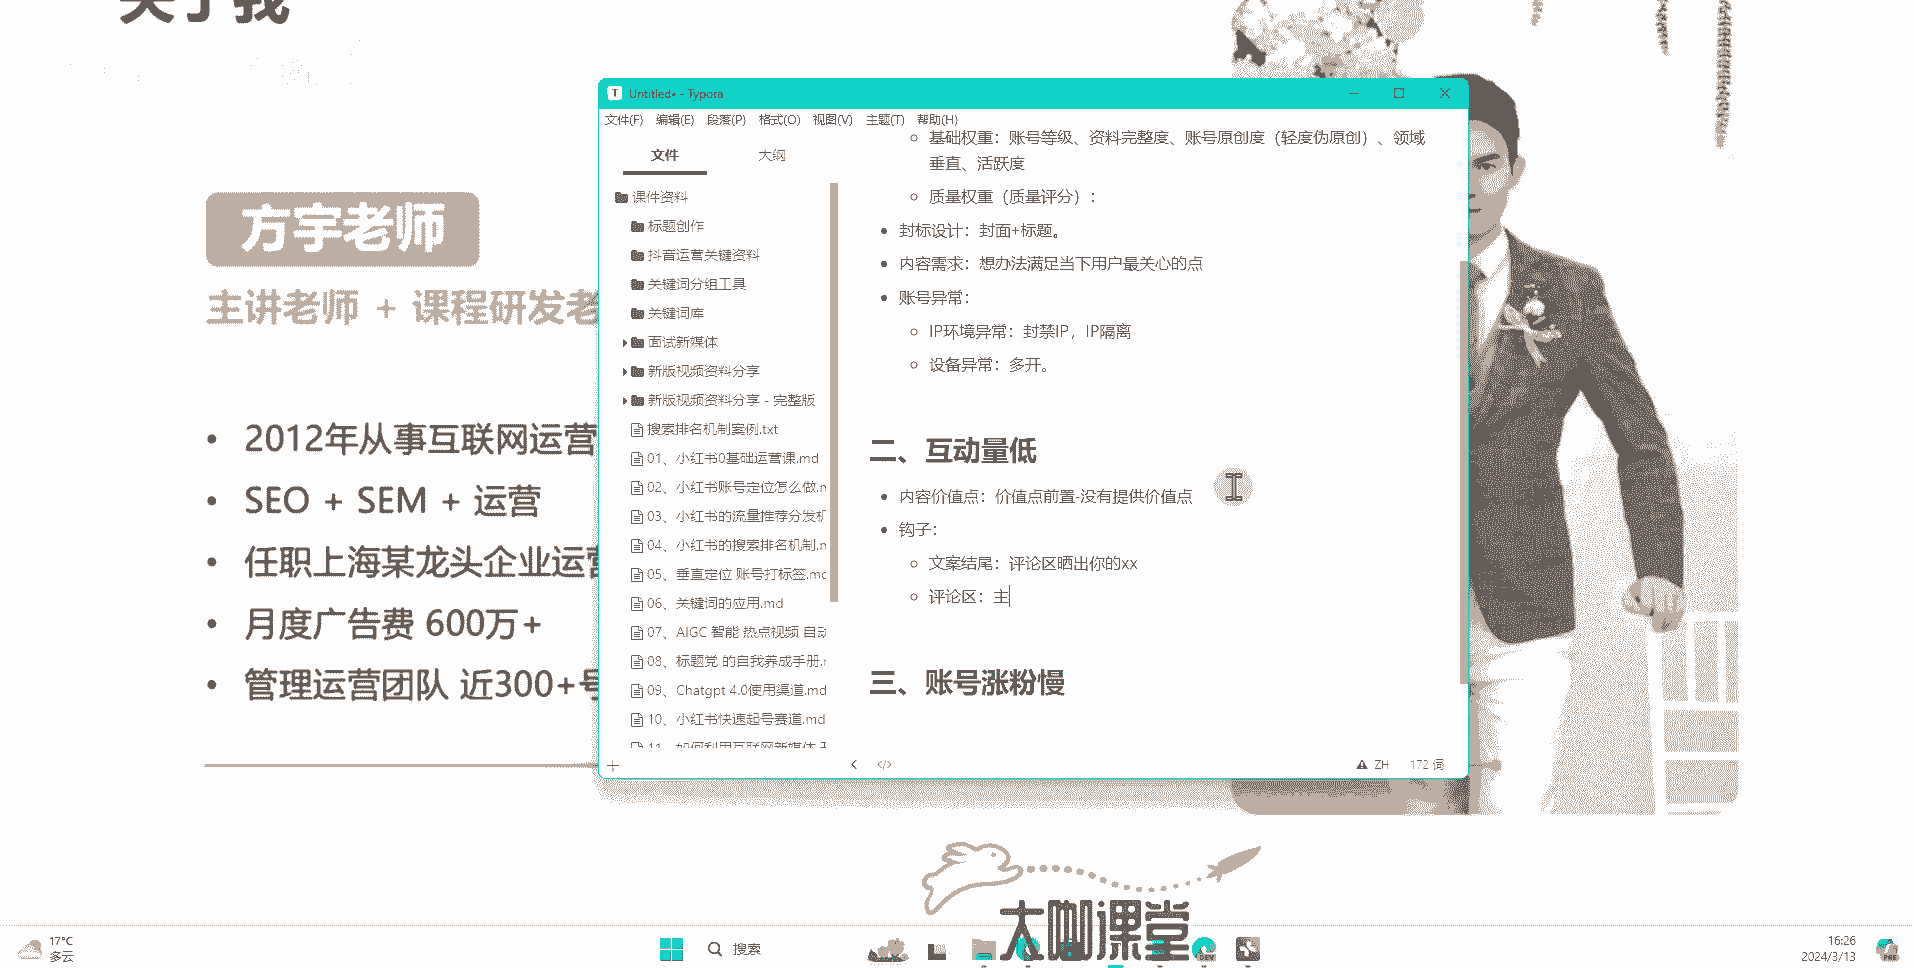 关于我
方宇老师
主讲老师 + 课程研发老
2012年从事互联网运营
SEO + SEM + 运营
任职上海某龙头企业运营
月度广告费 600万+
管理运营团队 近300+号
Untitled• - Typora
文件(F) 编辑(E) 段落(P) 格式(O) 视图(V) 主题(T) 帮助(H)
文件 大纲
课件资料
标题创作
抖音运营关键资料
关键词分组工具
关键词库
面试新媒体
新版视频资料分享
新版视频资料分享 - 完整版
搜索排名机制案例.txt
01、小红书0基础运营课.md
02、小红书账号定位怎么做.m
03、小红书的流量推荐分发机
04、小红书的搜索排名机制.m
05、垂直定位 账号打标签.md
06、关键词的应用.md
07、AIGC 智能 热点视频 自动
08、标题党 的自我养成手册.m
09、Chatgpt 4.0使用渠道.md
10、小红书快速起号赛道.md
11、如何利用互联网新媒体
基础权重：账号等级、资料完整度、账号原创度（轻度伪原创）、领域
垂直、活跃度
质量权重（质量评分）：
封标设计：封面+标题。
内容需求：想办法满足当下用户最关心的点
账号异常：
IP环境异常：封禁IP，IP隔离
设备异常：多开。
二、互动量低
内容价值点：价值点前置-没有提供价值点
钩子：
文案结尾：评论区晒出你的xx
评论区：主
三、账号涨粉慢
ZH 172 词
大咖课堂
17°C
多云
搜索
DEV
16:26
2024/3/13
PRE